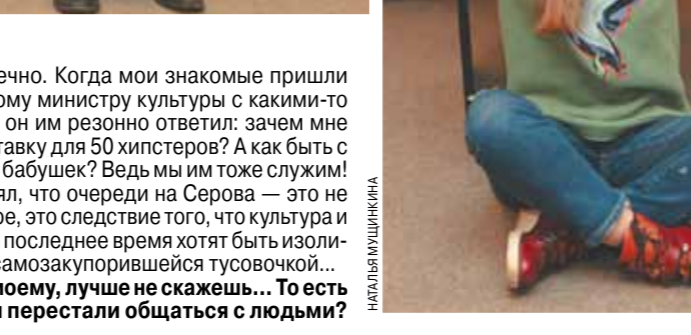 ечно. Когда мои знакомые пришли
ому министру культуры с какими-то
он им резонно ответил: зачем мне
тавку для 50 хипстеров? А как быть с
бабушек? Ведь мы им тоже служим!
ял, что очереди на Серова — это не
ре, это следствие того, что культура и
последнее время хотят быть изоли-
самозакупорившейся тусовочкой...
моему, лучше не скажешь... То есть
и перестали общаться с людьми?
НАТАЛЬЯ МУЩИНКИНА